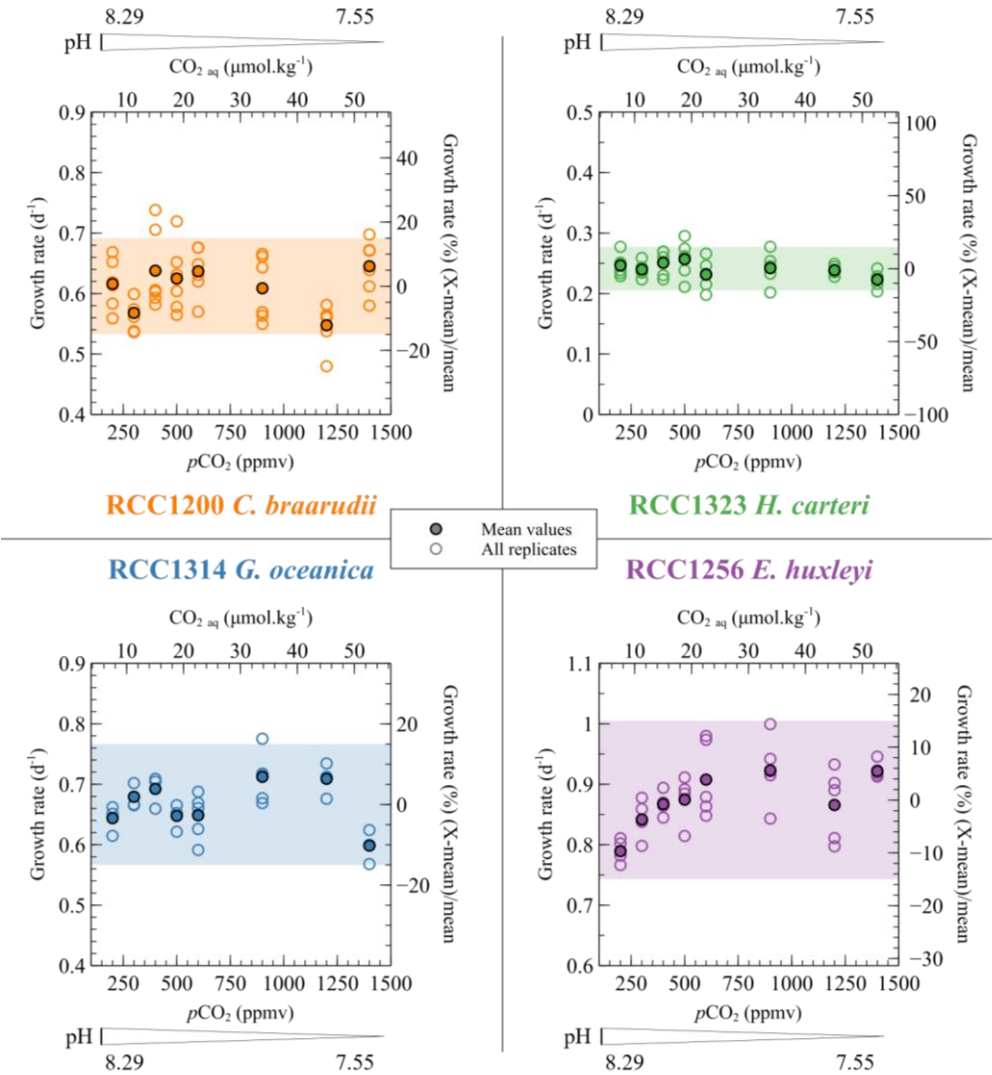 8.29 7.55
pH
CO2 aq (μmol.kg-1)
10 20 30 40 50
0.9
0.8
0.7
0.6
0.5
0.4
Growth rate (d-1)
40
20
0
−20
Growth rate (%) (X-mean)/mean
250 500 750 1000 1250 1500
pCO2 (ppmv)
RCC1200 C. braarudii
8.29 7.55
pH
CO2 aq (μmol.kg-1)
10 20 30 40 50
0.5
0.4
0.3
0.2
0.1
0
Growth rate (d-1)
100
50
0
−50
−100
Growth rate (%) (X-mean)/mean
250 500 750 1000 1250 1500
pCO2 (ppmv)
RCC1323 H. carteri
Mean values
All replicates
RCC1314 G. oceanica
CO2 aq (μmol.kg-1)
10 20 30 40 50
0.9
0.8
0.7
0.6
0.5
0.4
Growth rate (d-1)
20
0
−20
Growth rate (%) (X-mean)/mean
250 500 750 1000 1250 1500
pCO2 (ppmv)
pH
8.29 7.55
RCC1256 E. huxleyi
CO2 aq (μmol.kg-1)
10 20 30 40 50
1.1
1
0.9
0.8
0.7
0.6
Growth rate (d-1)
20
10
0
−10
−20
−30
Growth rate (%) (X-mean)/mean
250 500 750 1000 1250 1500
pCO2 (ppmv)
pH
8.29 7.55